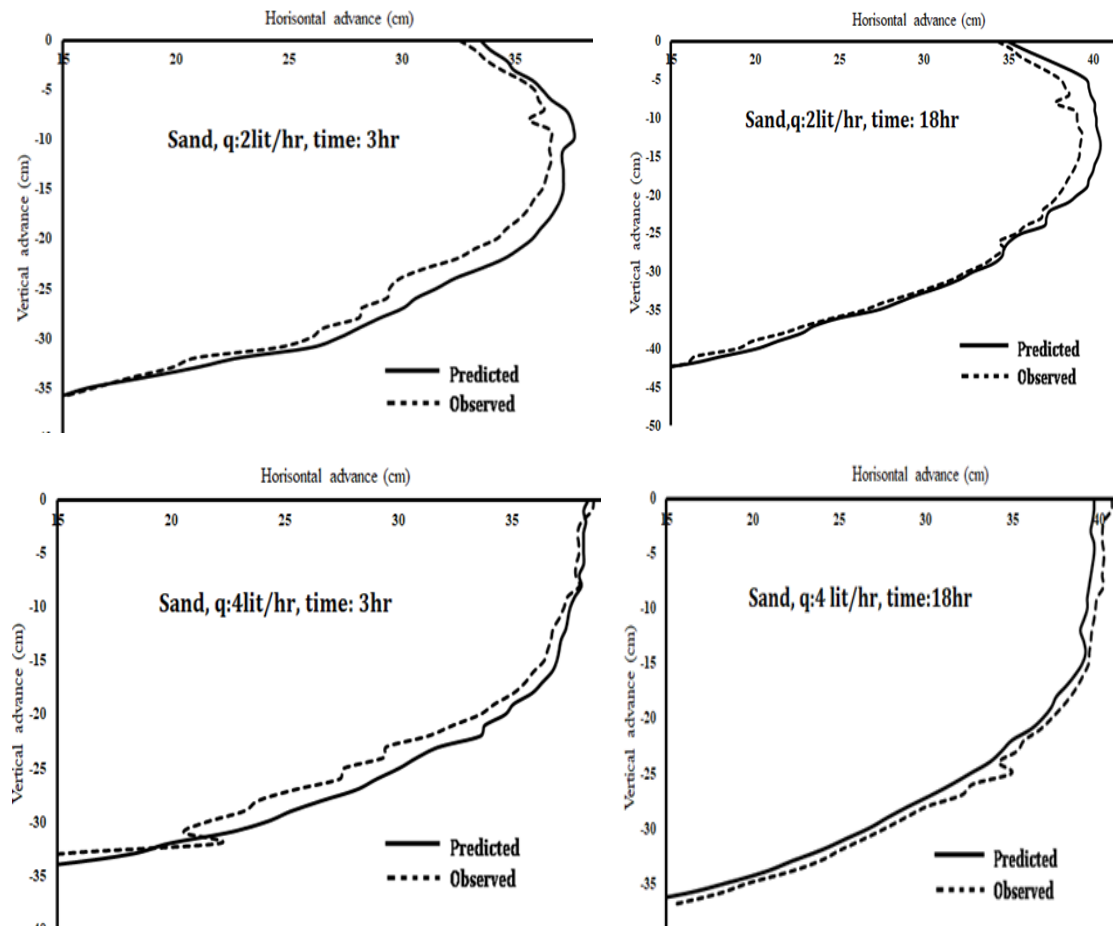 Horisontal advance (cm)
0
15 20 25 30 35
-5
-10
-15
-20
-25
-30
-35
Vertical advance (cm)
Sand, q:2lit/hr, time: 3hr
Predicted
Observed
Horisontal advance (cm)
0
15 20 25 30 35 40
-5
-10
-15
-20
-25
-30
-35
-40
-45
-50
Vertical advance (cm)
Sand,q:2lit/hr, time: 18hr
Predicted
Observed
Horisontal advance (cm)
0
15 20 25 30 35
-5
-10
-15
-20
-25
-30
-35
Vertical advance (cm)
Sand, q:4lit/hr, time: 3hr
Predicted
Observed
Horisontal advance (cm)
0
15 20 25 30 35 40
-5
-10
-15
-20
-25
-30
-35
Vertical advance (cm)
Sand, q:4 lit/hr, time:18hr
Predicted
Observed